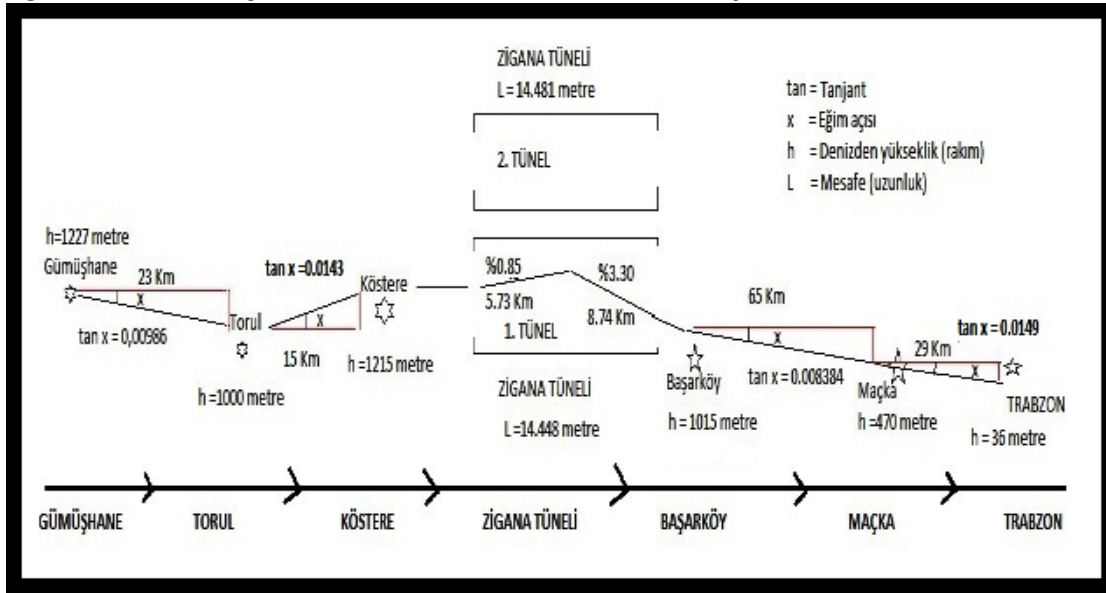 ZİGANA TÜNELİ
L = 14.481 metre
2. TÜNEL
tan = Tanjant
x = Eğim açısı
h = Denizden yükseklik (rakım)
L = Mesafe (uzunluk)
h=1227 metre
Gümüşhane
23 Km
x
tan x = 0,00986
Torul
h =1000 metre
tan x =0.0143
x
15 Km
Köstere
h =1215 metre
%0.85
5.73 Km
%3.30
8.74 Km
1. TÜNEL
ZİGANA TÜNELİ
L =14.448 metre
65 Km
x
Başarköy
tan x = 0.008384
h = 1015 metre
Maçka
h =470 metre
29 Km
x
tan x = 0.0149
TRABZON
h = 36 metre
GÜMÜŞHANE TORUL KÖSTERE ZİGANA TÜNELİ BAŞARKÖY MAÇKA TRABZON